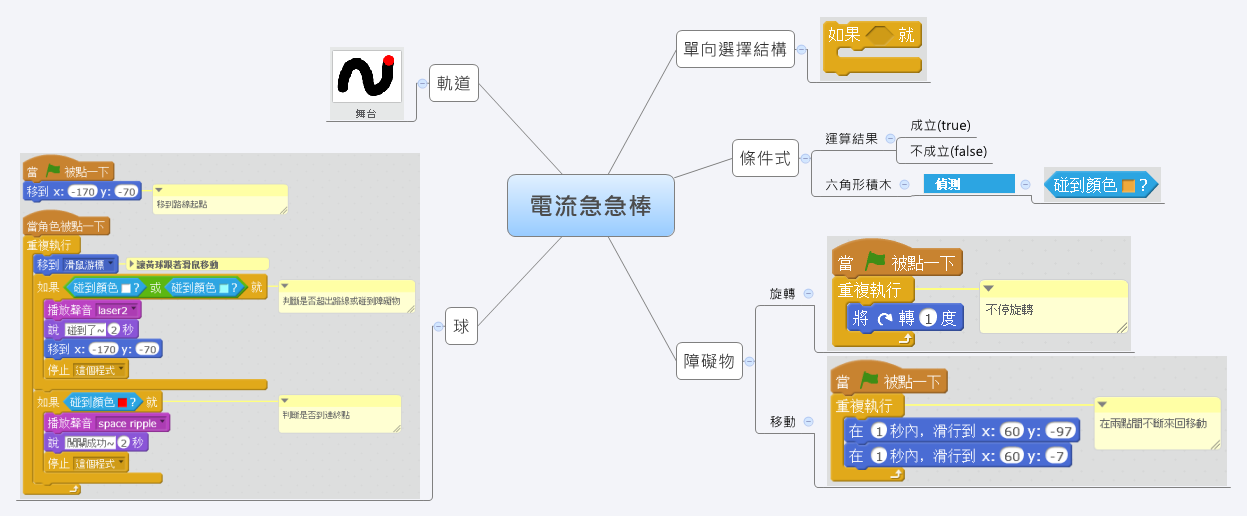 電流急急棒
軌道
舞台
球
當 被點一下
移到 x: -170 y: -70
移到路線起點
當角色被點一下
重複執行
移到 滑鼠游標
讓黃球跟著滑鼠移動
如果 碰到顏色 ? 或 碰到顏色 ? 就
判斷是否超出路線或碰到障礙物
播放聲音 laser2
說 碰到了~ 2 秒
移到 x: -170 y: -70
停止 這個程式
如果 碰到顏色 ? 就
判斷是否到達終點
播放聲音 space ripple
說 闖關成功~ 2 秒
停止 這個程式
單向選擇結構
如果 就
條件式
運算結果
成立(true)
不成立(false)
六角形積木
偵測
碰到顏色 ?
障礙物
旋轉
當 被點一下
重複執行
將 轉 1 度
不停旋轉
移動
當 被點一下
重複執行
在 1 秒內, 滑行到 x: 60 y: -97
在 1 秒內, 滑行到 x: 60 y: -7
在兩點間不斷來回移動